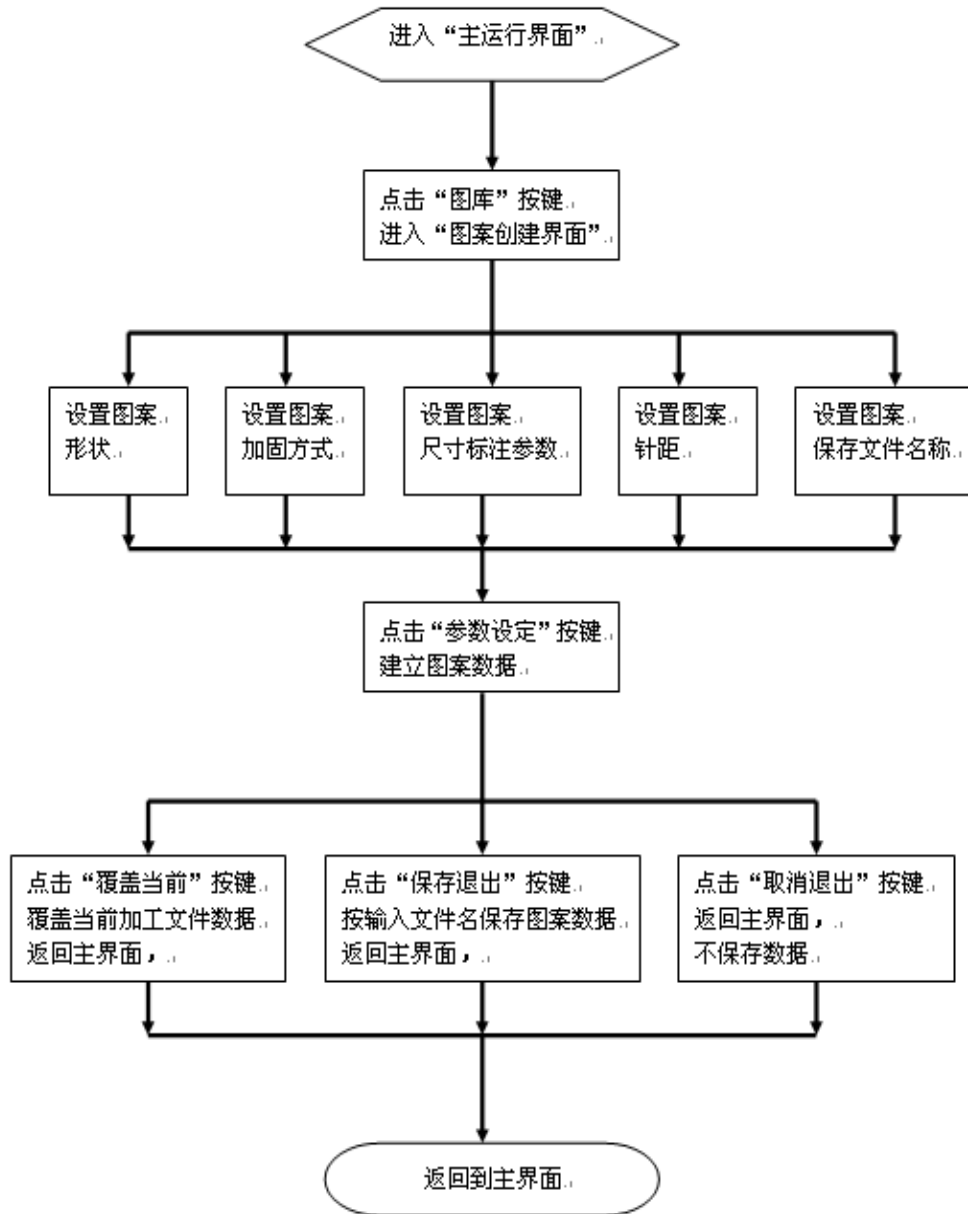 进入“主运行界面”
点击“图库”按键
进入“图案创建界面”
设置图案
形状
设置图案
加固方式
设置图案
尺寸标注参数
设置图案
针距
设置图案
保存文件名称
点击“参数设定”按键
建立图案数据
点击“覆盖当前”按键
覆盖当前加工文件数据
返回主界面，
点击“保存退出”按键
按输入文件名保存图案数据
返回主界面，
点击“取消退出”按键
返回主界面，
不保存数据
返回到主界面